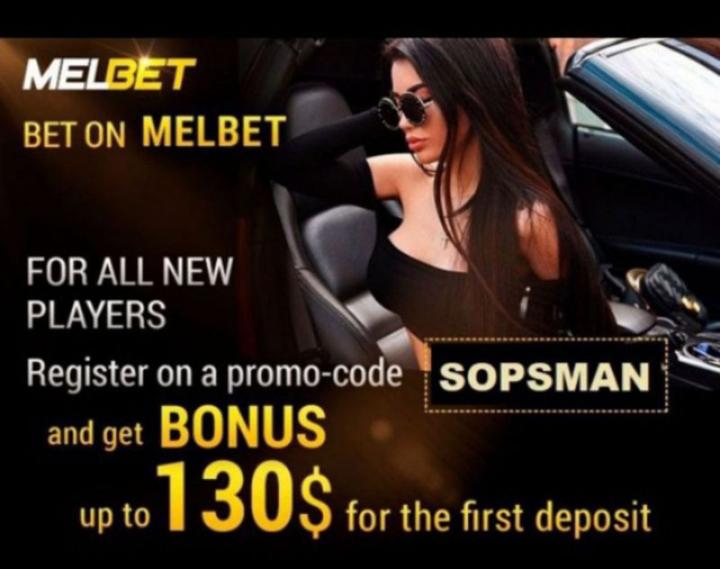 MELBET
BET ON MELBET
FOR ALL NEW
PLAYERS
Register on a promo-code SOPSMAN
and get BONUS
up to 130$ for the first deposit